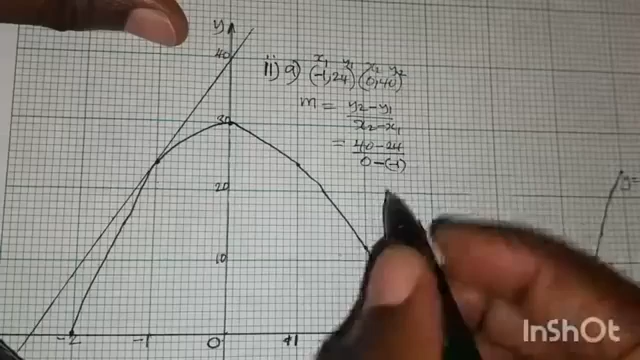 y
40
x₁ y₁ x₂ y₂
ii) a) (-1,24) (0,40)
m = y₂-y₁
x₂-x₁
= 40-24
0-(-1)
30
20
y=
10
-2 -1 0 +1
InShOt